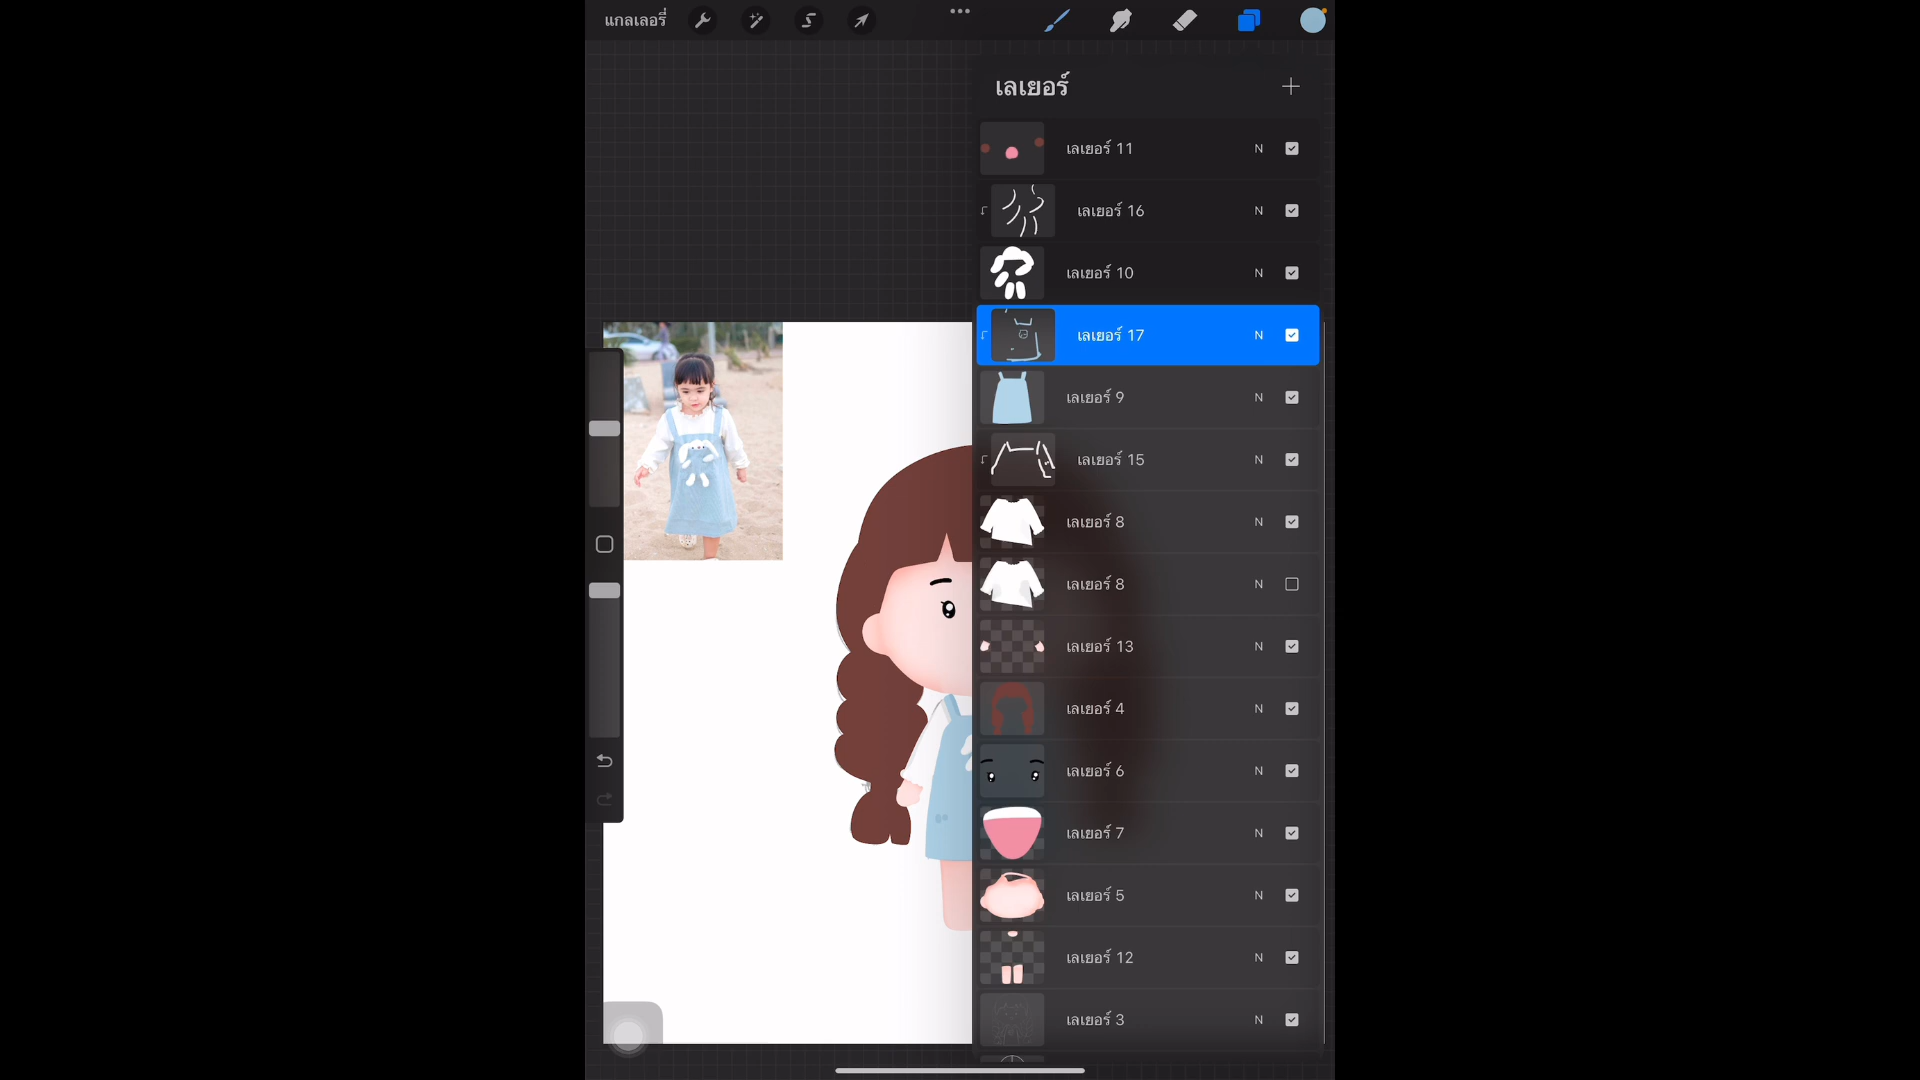 แกลเลอรี่
เลเยอร์
เลเยอร์ 11 N
เลเยอร์ 16 N
เลเยอร์ 10 N
เลเยอร์ 17 N
เลเยอร์ 9 N
เลเยอร์ 15 N
เลเยอร์ 8 N
เลเยอร์ 8 N
เลเยอร์ 13 N
เลเยอร์ 4 N
เลเยอร์ 6 N
เลเยอร์ 7 N
เลเยอร์ 5 N
เลเยอร์ 12 N
เลเยอร์ 3 N